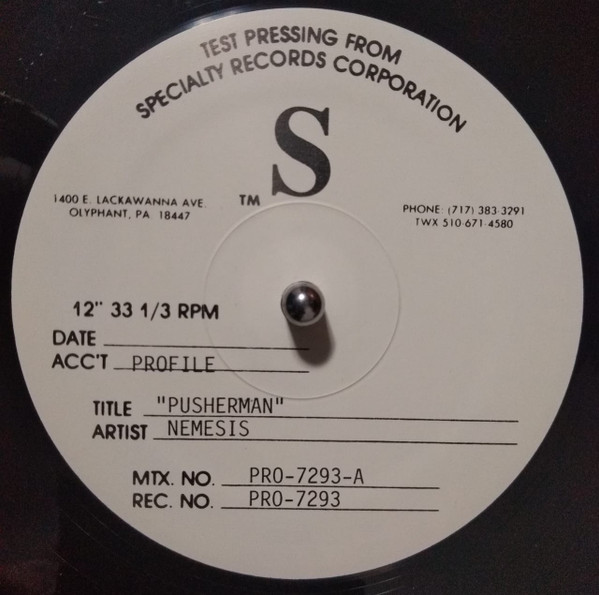 TEST PRESSING FROM
SPECIALTY RECORDS CORPORATION
S
TM
1400 E. LACKAWANNA AVE.
OLYPHANT, PA 18447
PHONE: (717) 383-3291
TWX 510-671-4580
12" 33 1/3 RPM
DATE
ACC'T PROFILE
TITLE "PUSHERMAN"
ARTIST NEMESIS
MTX. NO. PRO-7293-A
REC. NO. PRO-7293